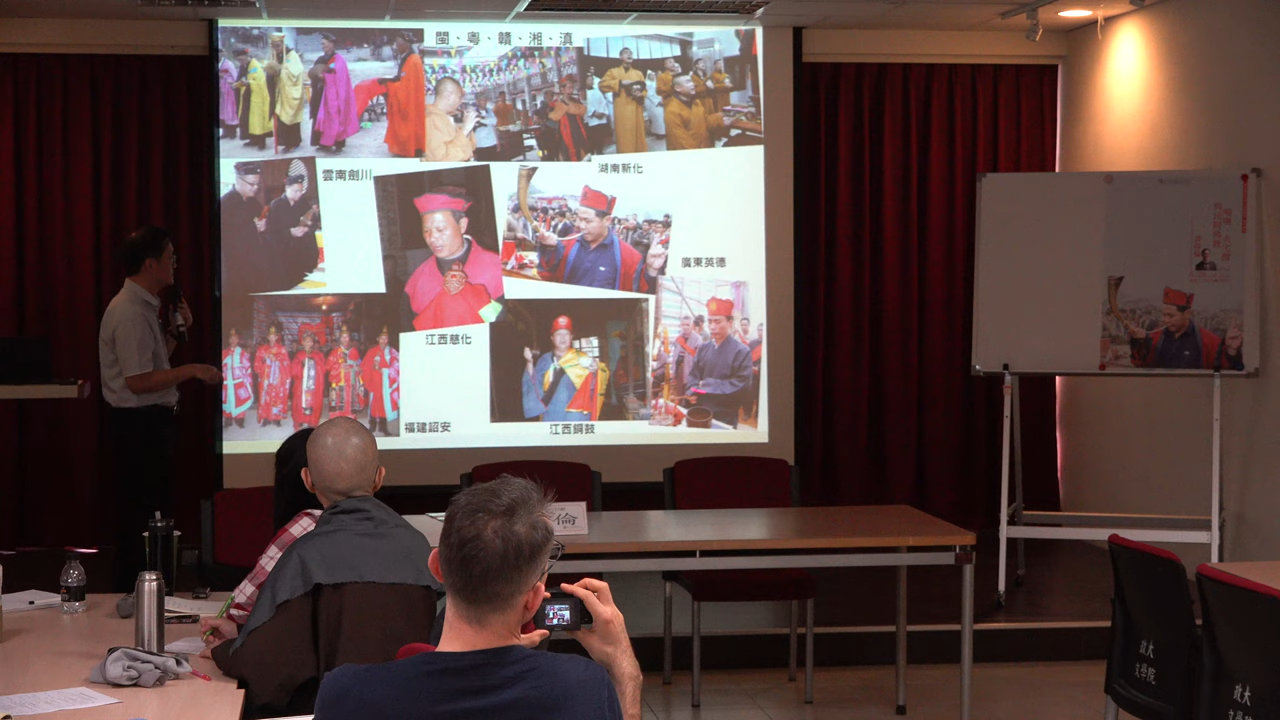 閩、粵、贛、湘、滇
雲南劍川
湖南新化
廣東英德
江西慈化
福建詔安
江西銅鼓
倫
政大
文學院
政大
文學院